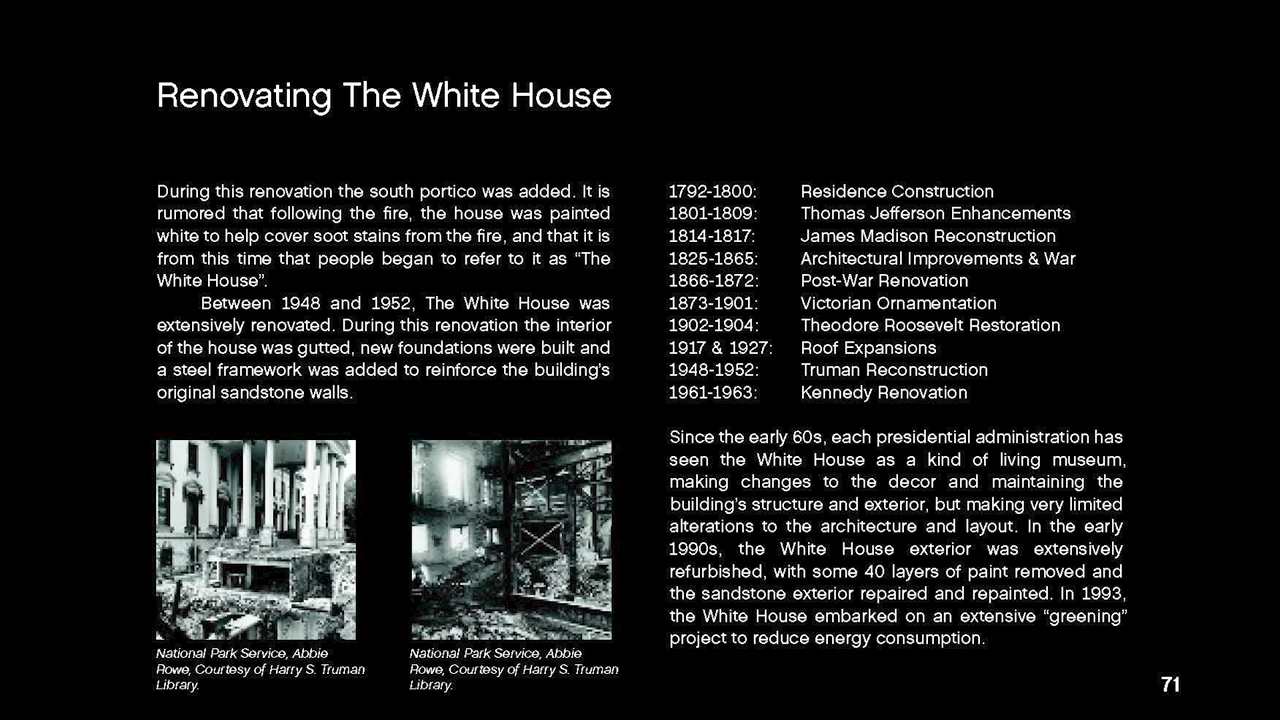 Renovating The White House
During this renovation the south portico was added. It is
rumored that following the fire, the house was painted
white to help cover soot stains from the fire, and that it is
from this time that people began to refer to it as “The
White House”.
Between 1948 and 1952, The White House was
extensively renovated. During this renovation the interior
of the house was gutted, new foundations were built and
a steel framework was added to reinforce the building's
original sandstone walls.
National Park Service, Abbie
Rowe, Courtesy of Harry S. Truman
Library.
National Park Service, Abbie
Rowe, Courtesy of Harry S. Truman
Library.
1792-1800: Residence Construction
1801-1809: Thomas Jefferson Enhancements
1814-1817: James Madison Reconstruction
1825-1865: Architectural Improvements & War
1866-1872: Post-War Renovation
1873-1901: Victorian Ornamentation
1902-1904: Theodore Roosevelt Restoration
1917 & 1927: Roof Expansions
1948-1952: Truman Reconstruction
1961-1963: Kennedy Renovation
Since the early 60s, each presidential administration has
seen the White House as a kind of living museum,
making changes to the decor and maintaining the
building's structure and exterior, but making very limited
alterations to the architecture and layout. In the early
1990s, the White House exterior was extensively
refurbished, with some 40 layers of paint removed and
the sandstone exterior repaired and repainted. In 1993,
the White House embarked on an extensive “greening”
project to reduce energy consumption.
71